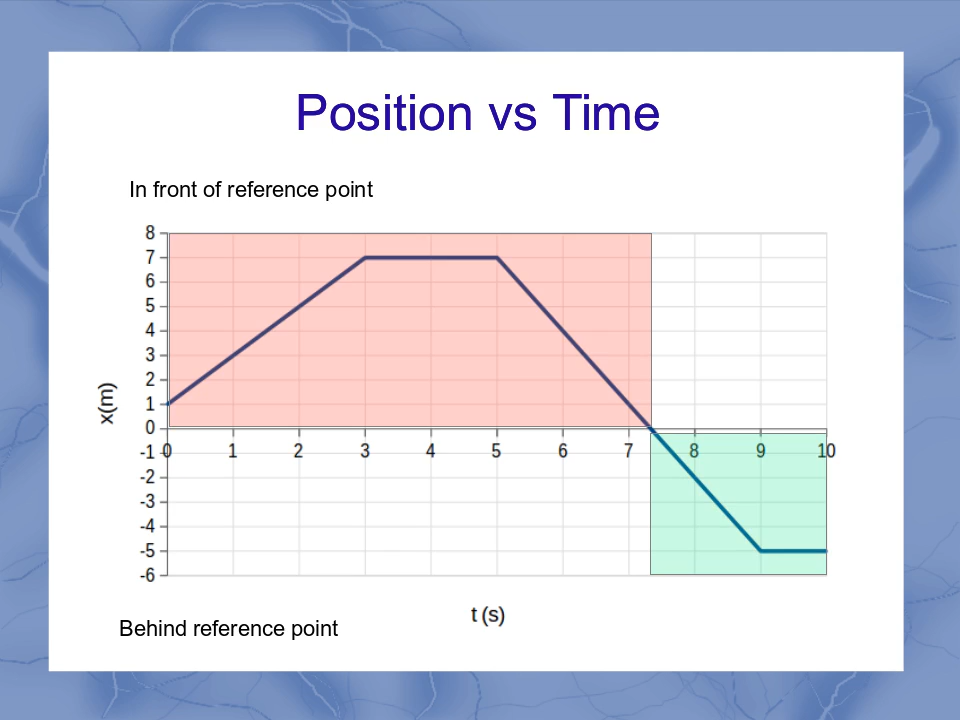 Position vs Time
In front of reference point
8
7
6
5
4
3
2
1
0
-1
-2
-3
-4
-5
-6
x(m)
0 1 2 3 4 5 6 7 8 9 10
t (s)
Behind reference point